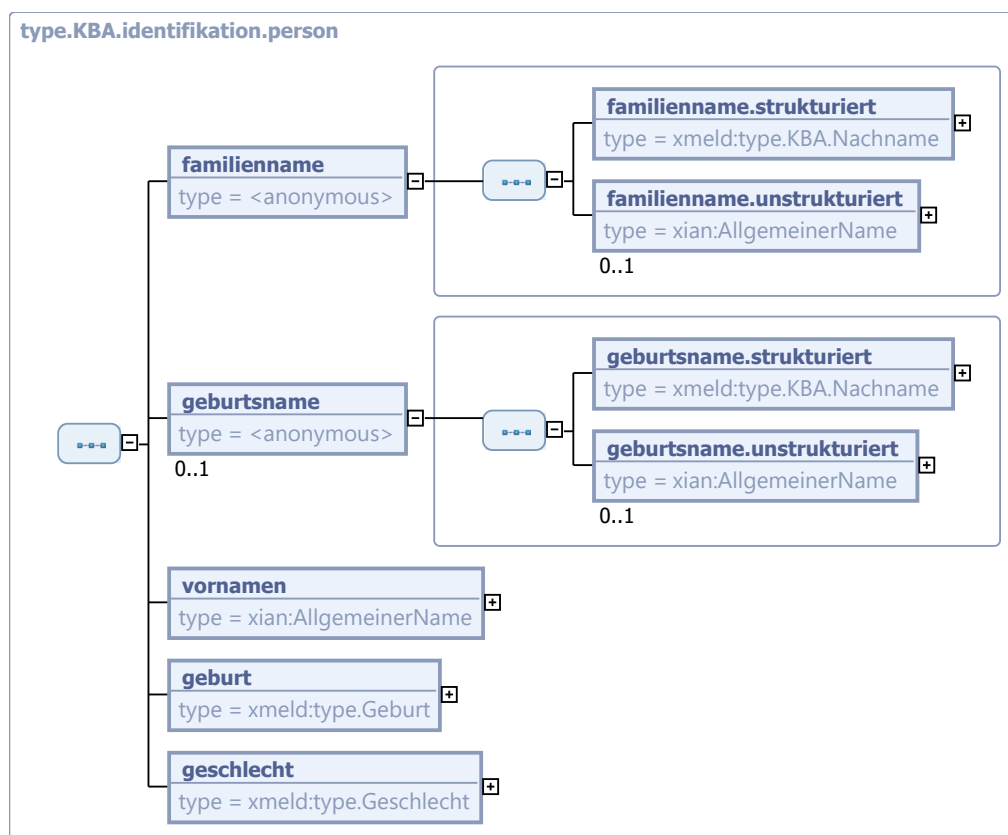 type.KBA.identifikation.person
familienname
type = <anonymous>
familienname.strukturiert
type = xmeld:type.KBA.Nachname
familienname.unstrukturiert
type = xian:AllgemeinerName
0..1
geburtsname
type = <anonymous>
0..1
geburtsname.strukturiert
type = xmeld:type.KBA.Nachname
geburtsname.unstrukturiert
type = xian:AllgemeinerName
0..1
vornamen
type = xian:AllgemeinerName
geburt
type = xmeld:type.Geburt
geschlecht
type = xmeld:type.Geschlecht